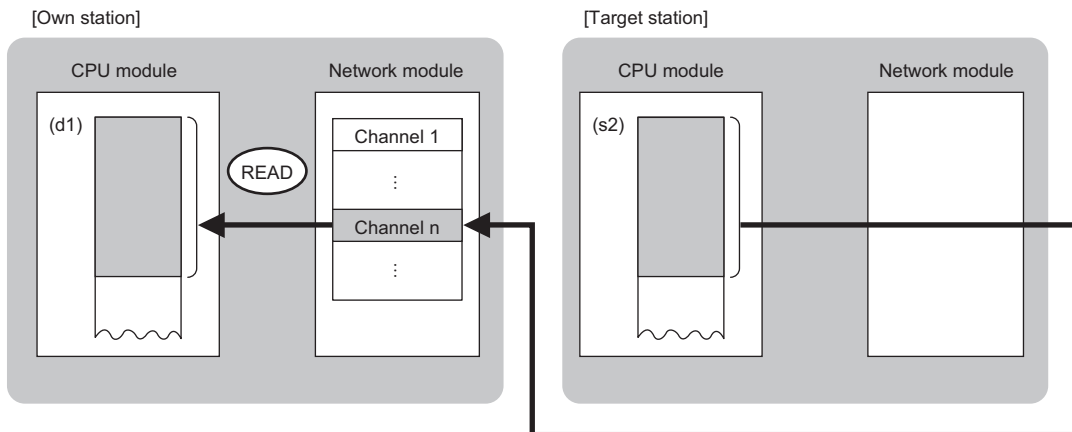 [Own station]
[Target station]
CPU module
Network module
CPU module
Network module
(d1)
Channel 1
(s2)
READ
⋮
Channel n
⋮